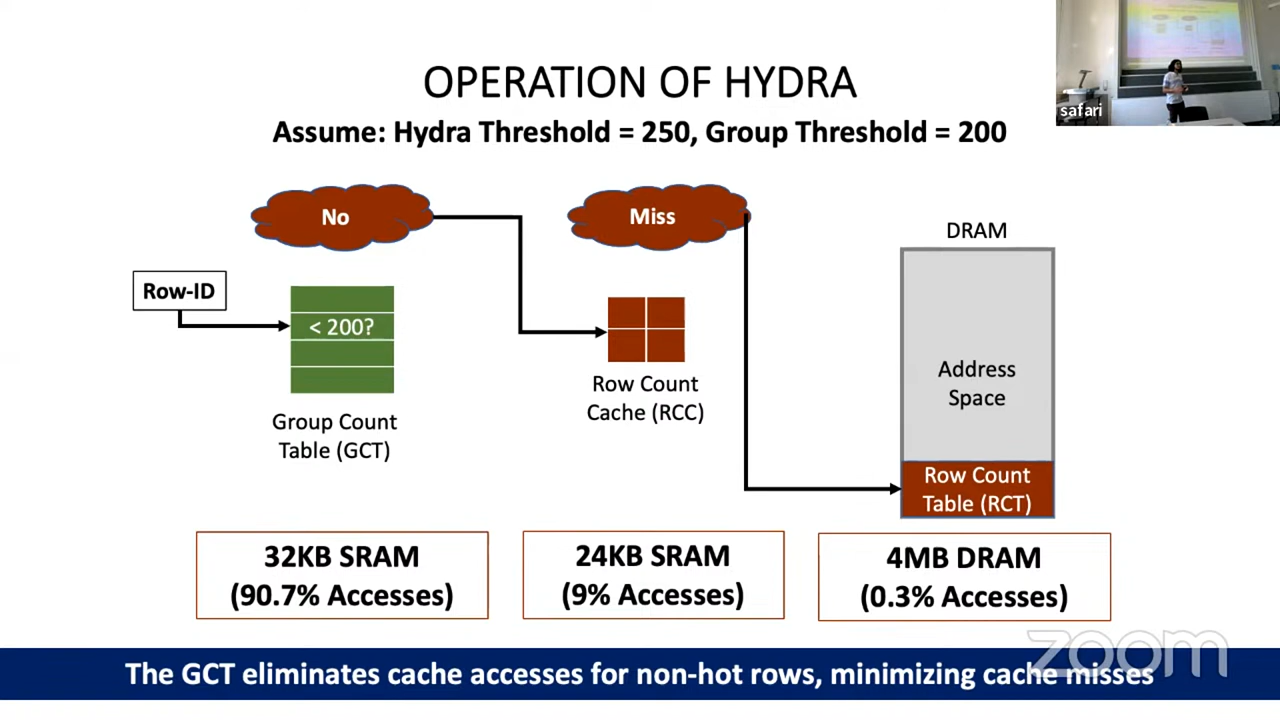 OPERATION OF HYDRA
Assume: Hydra Threshold = 250, Group Threshold = 200
safari
No
Miss
DRAM
Row-ID
< 200?
Group Count
Table (GCT)
Row Count
Cache (RCC)
Address
Space
Row Count
Table (RCT)
32KB SRAM
(90.7% Accesses)
24KB SRAM
(9% Accesses)
4MB DRAM
(0.3% Accesses)
The GCT eliminates cache accesses for non-hot rows, minimizing cache misses
zoom